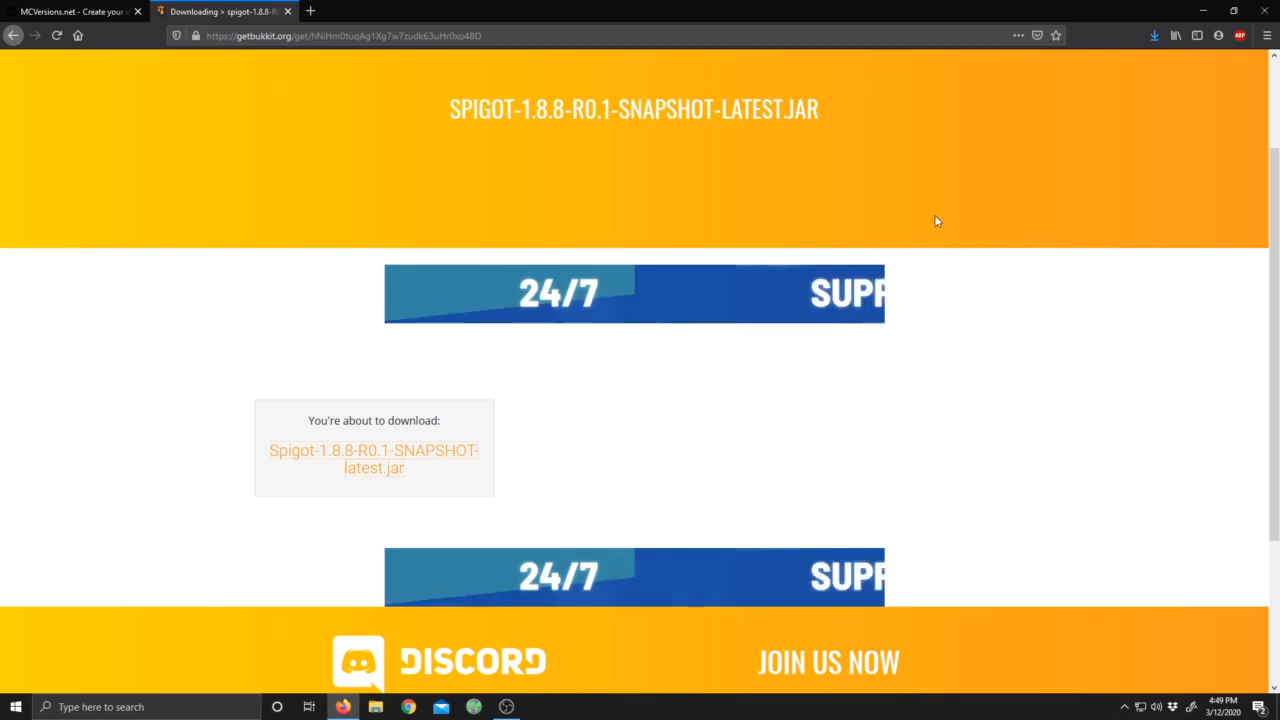 MCVersions.net - Create your o
Downloading > spigot-1.8.8-R0
https://getbukkit.org/get/hNiHm0tuqAg1Xg7w7zudk63uHr0xo48D
ABP
SPIGOT-1.8.8-R0.1-SNAPSHOT-LATEST.JAR
24/7 SUPP
You're about to download:
Spigot-1.8.8-R0.1-SNAPSHOT-
latest.jar
24/7 SUPP
DISCORD JOIN US NOW
Type here to search
4:49 PM
3/12/2020
2